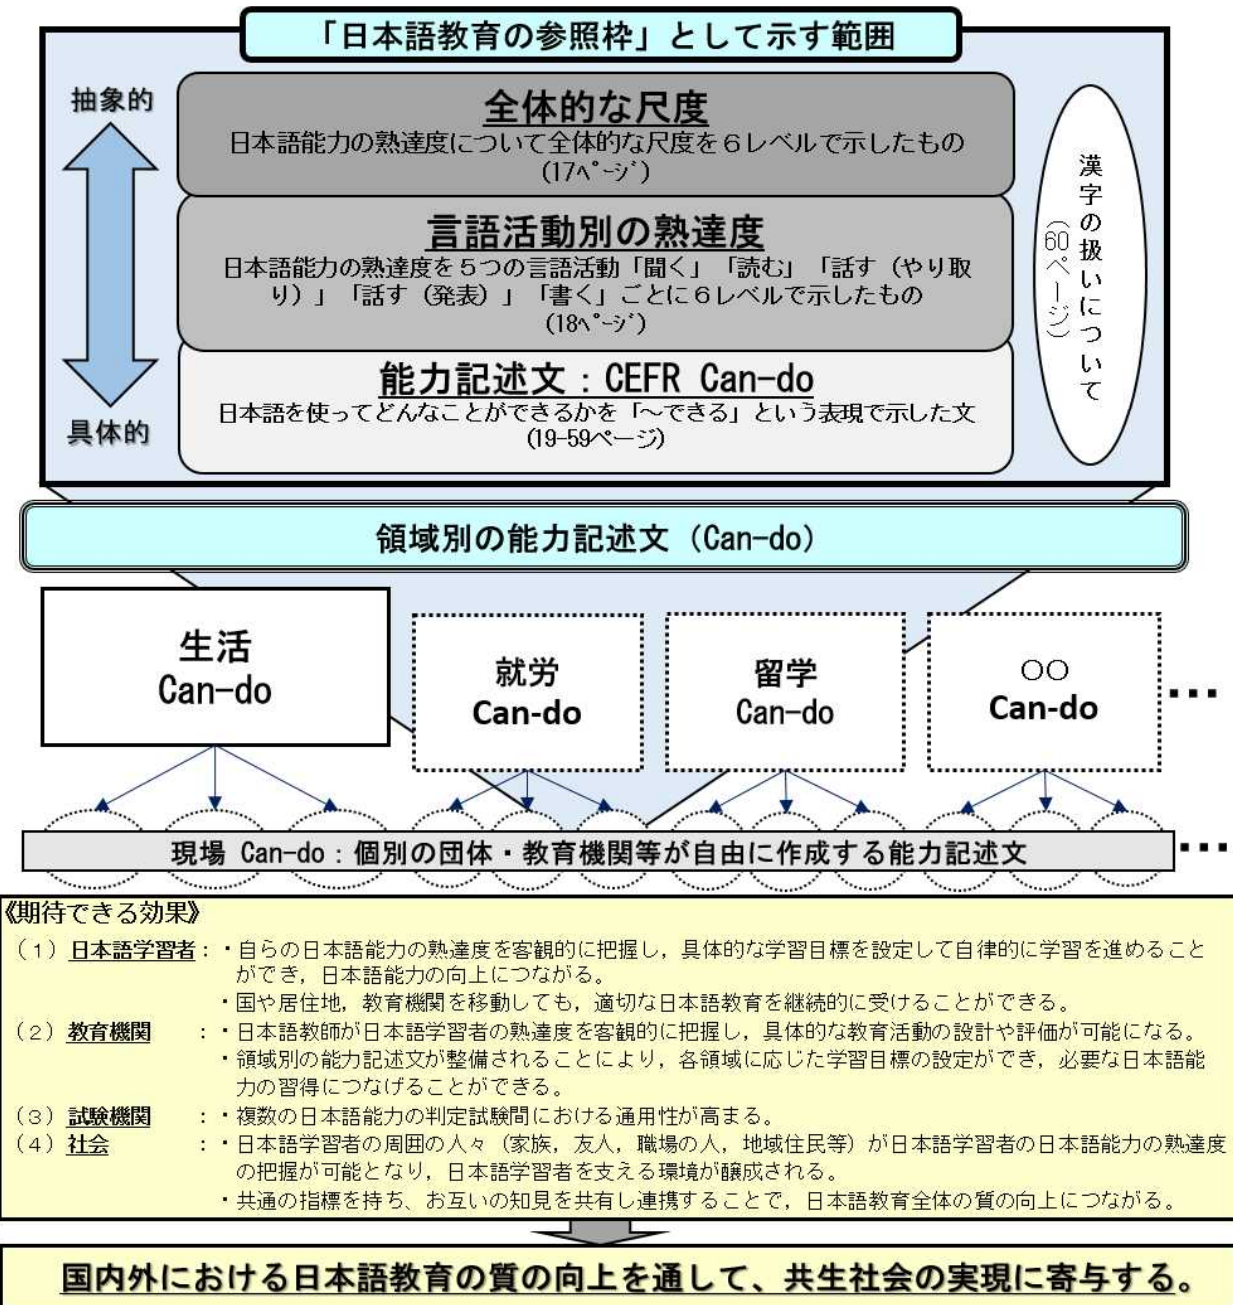 「日本語教育の参照枠」として示す範囲
抽象的
具体的
全体的な尺度
日本語能力の熟達度について全体的な尺度を6レベルで示したもの
(17ﾍﾟｰｼﾞ)
言語活動別の熟達度
日本語能力の熟達度を5つの言語活動「聞く」「読む」「話す(やり取
り)」「話す(発表)」「書く」ごとに6レベルで示したもの
(18ﾍﾟｰｼﾞ)
能力記述文:CEFR Can-do
日本語を使ってどんなことができるかを「~できる」という表現で示した文
(19-59ページ)
漢字の扱いについて
(60ページ)
領域別の能力記述文(Can-do)
生活
Can-do
就労
Can-do
留学
Can-do
○○
Can-do
…
現場 Can-do:個別の団体・教育機関等が自由に作成する能力記述文
…
《期待できる効果》
(1)日本語学習者:・自らの日本語能力の熟達度を客観的に把握し,具体的な学習目標を設定して自律的に学習を進めること
ができ,日本語能力の向上につながる。
・国や居住地,教育機関を移動しても,適切な日本語教育を継続的に受けることができる。
(2)教育機関 :・日本語教師が日本語学習者の熟達度を客観的に把握し,具体的な教育活動の設計や評価が可能になる。
・領域別の能力記述文が整備されることにより,各領域に応じた学習目標の設定ができ,必要な日本語能
力の習得につなげることができる。
(3)試験機関 :・複数の日本語能力の判定試験間における通用性が高まる。
(4)社会 :・日本語学習者の周囲の人々(家族,友人,職場の人,地域住民等)が日本語学習者の日本語能力の熟達度
の把握が可能となり,日本語学習者を支える環境が醸成される。
・共通の指標を持ち、お互いの知見を共有し連携することで,日本語教育全体の質の向上につながる。
国内外における日本語教育の質の向上を通して、共生社会の実現に寄与する。